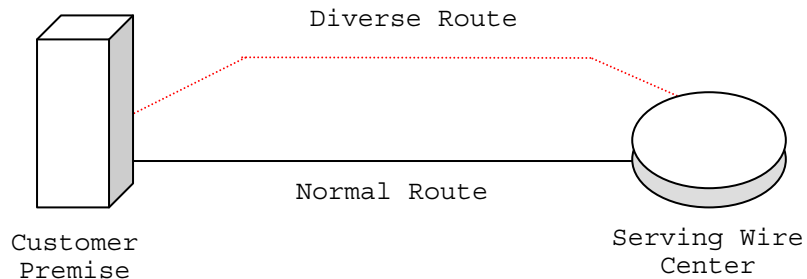 Diverse Route
Normal Route
Customer
Premise
Serving Wire
Center